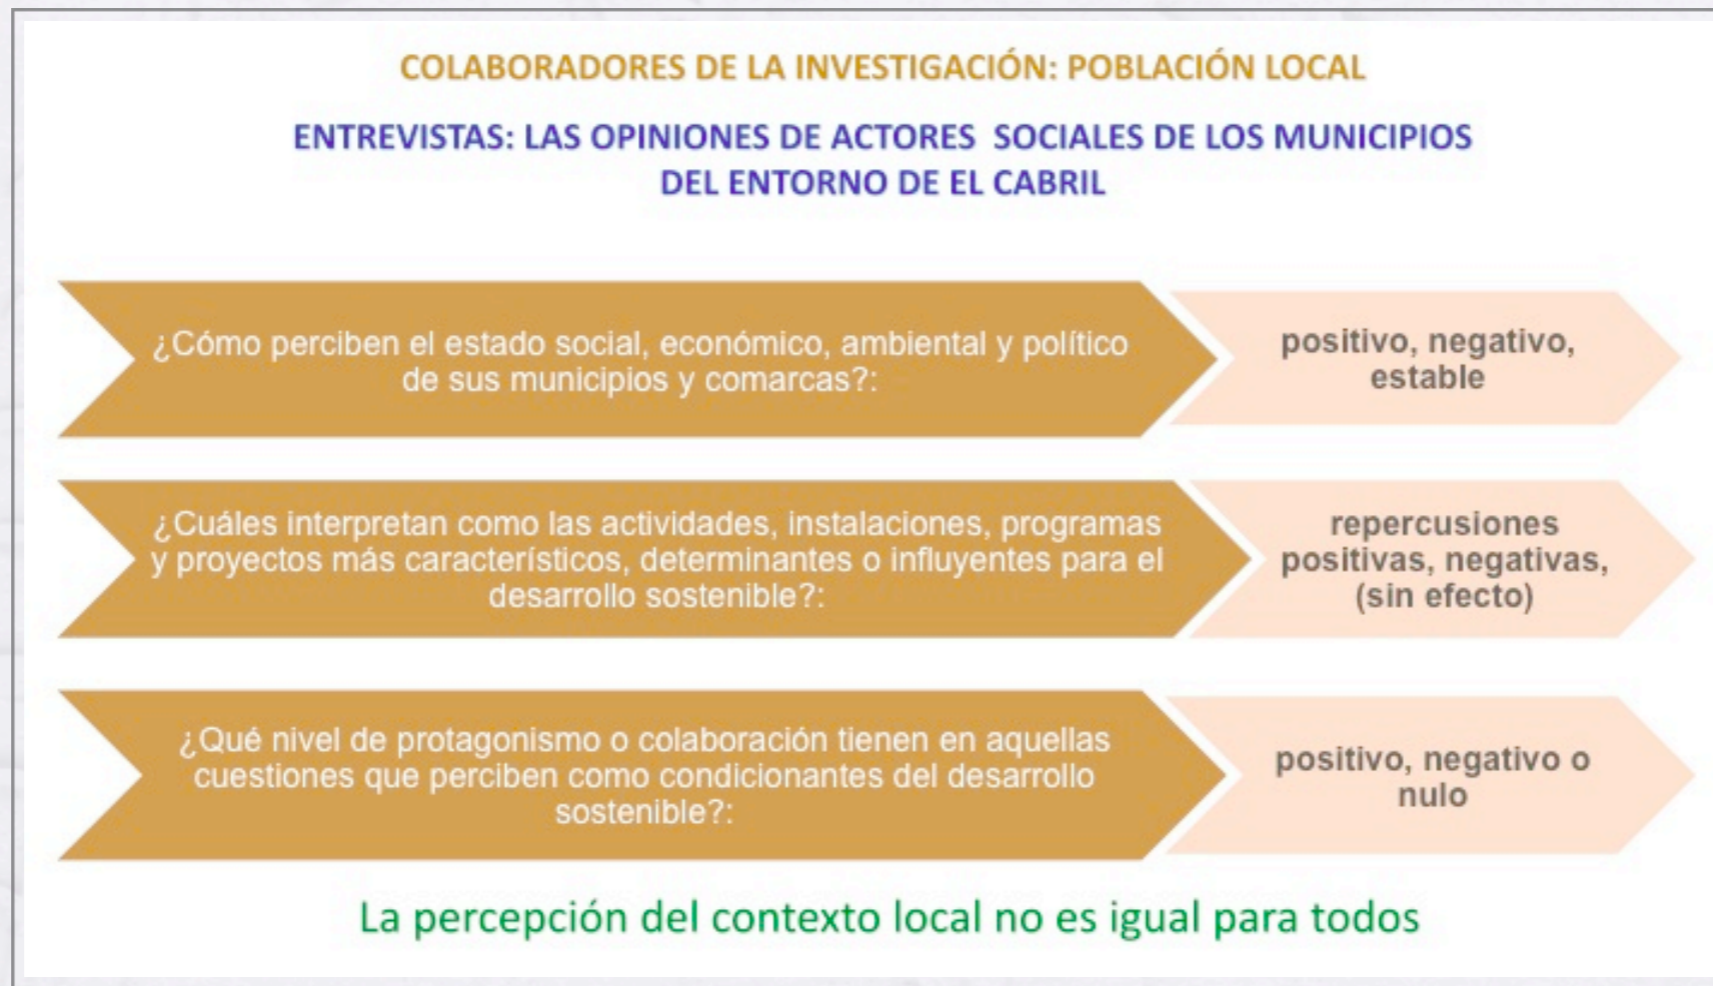 COLABORADORES DE LA INVESTIGACIÓN: POBLACIÓN LOCAL
ENTREVISTAS: LAS OPINIONES DE ACTORES SOCIALES DE LOS MUNICIPIOS
DEL ENTORNO DE EL CABRIL
¿Cómo perciben el estado social, económico, ambiental y político
de sus municipios y comarcas?:
positivo, negativo,
estable
¿Cuáles interpretan como las actividades, instalaciones, programas
y proyectos más característicos, determinantes o influyentes para el
desarrollo sostenible?:
repercusiones
positivas, negativas,
(sin efecto)
¿Qué nivel de protagonismo o colaboración tienen en aquellas
cuestiones que perciben como condicionantes del desarrollo
sostenible?:
positivo, negativo o
nulo
La percepción del contexto local no es igual para todos